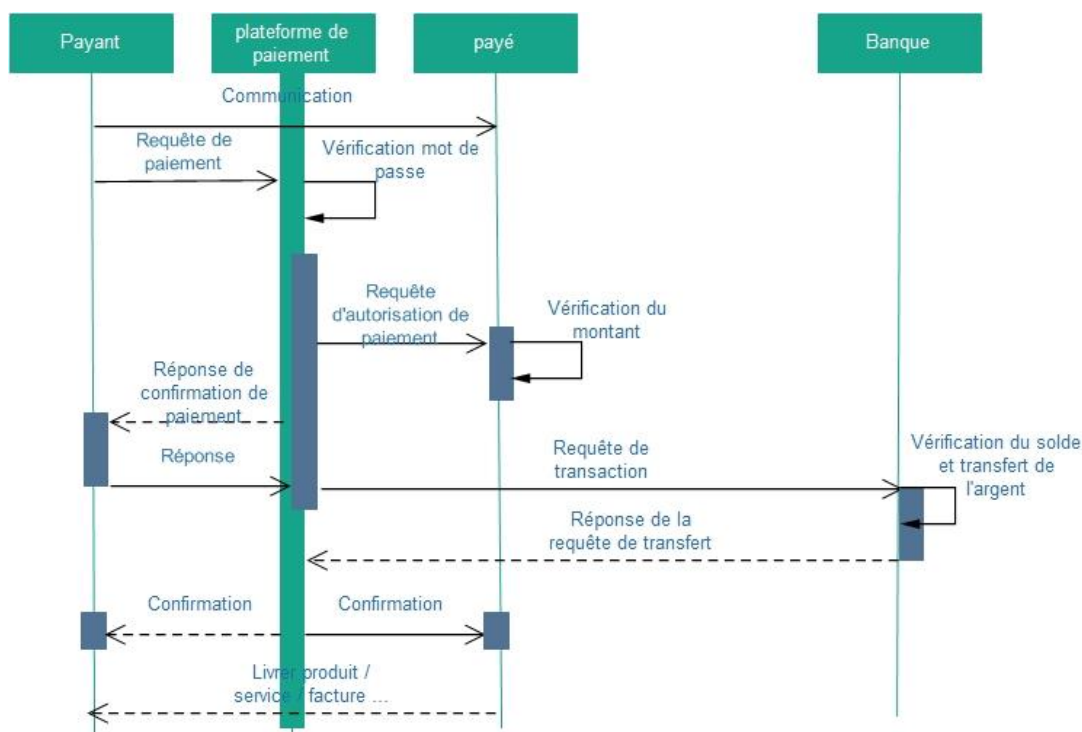 Payant
plateforme de
paiement
payé
Banque
Communication
Requête de
paiement
Vérification mot de
passe
Requête
d'autorisation de
paiement
Vérification du
montant
Réponse de
confirmation de
paiement
Réponse
Requête de
transaction
Vérification du solde
et transfert de
l'argent
Réponse de la
requête de transfert
Confirmation
Confirmation
Livrer produit /
service / facture ...